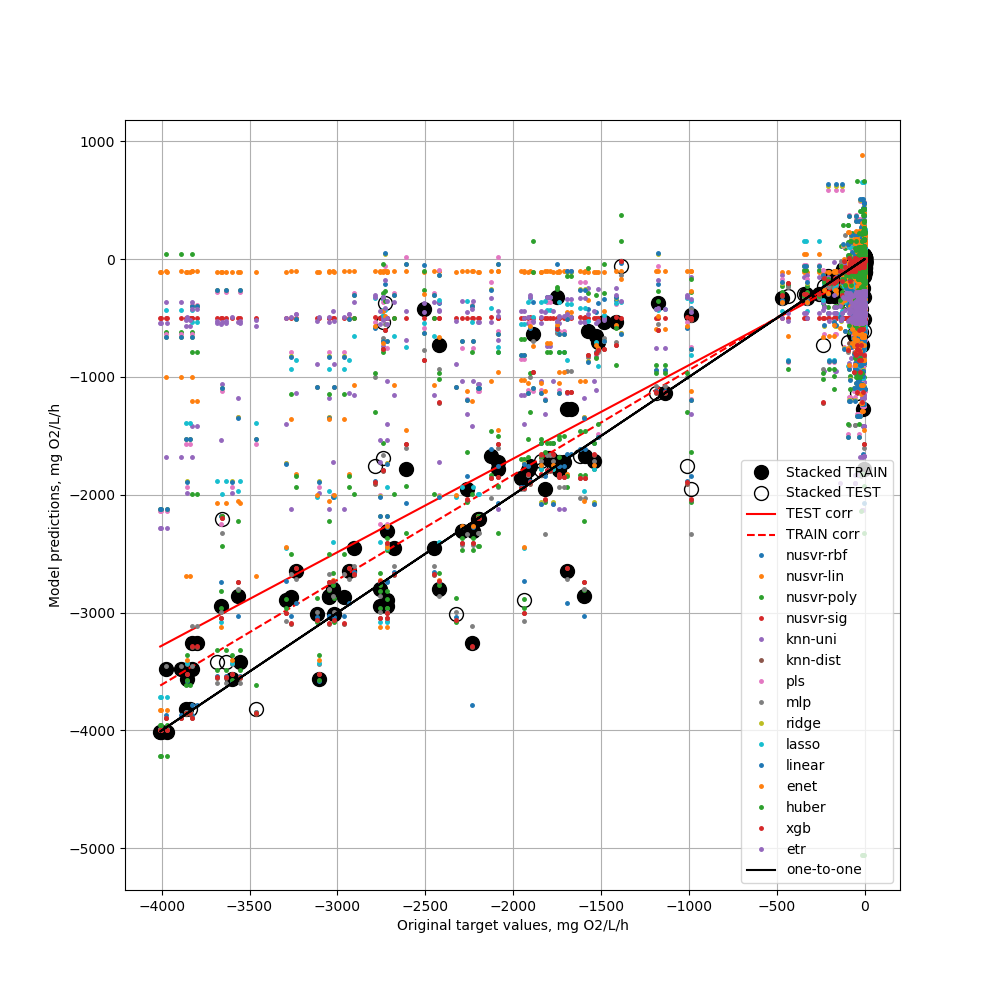 1000
0
−1000
−2000
−3000
−4000
−5000
Model predictions, mg O2/L/h
−4000 −3500 −3000 −2500 −2000 −1500 −1000 −500 0
Original target values, mg O2/L/h
Stacked TRAIN
Stacked TEST
TEST corr
TRAIN corr
nusvr-rbf
nusvr-lin
nusvr-poly
nusvr-sig
knn-uni
knn-dist
pls
mlp
ridge
lasso
linear
enet
huber
xgb
etr
one-to-one